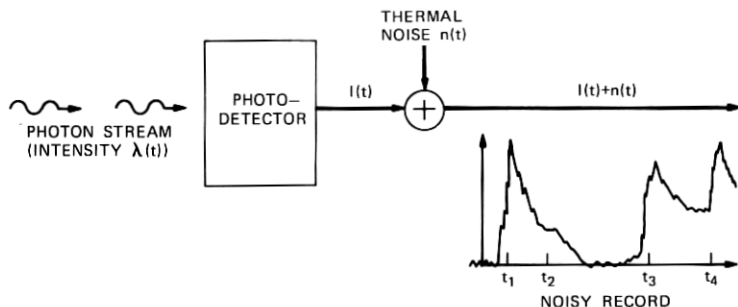 THERMAL
NOISE n(t)
PHOTO-
DETECTOR
I(t)
+
I(t)+n(t)
PHOTON STREAM
(INTENSITY λ(t))
t1 t2 t3 t4
NOISY RECORD